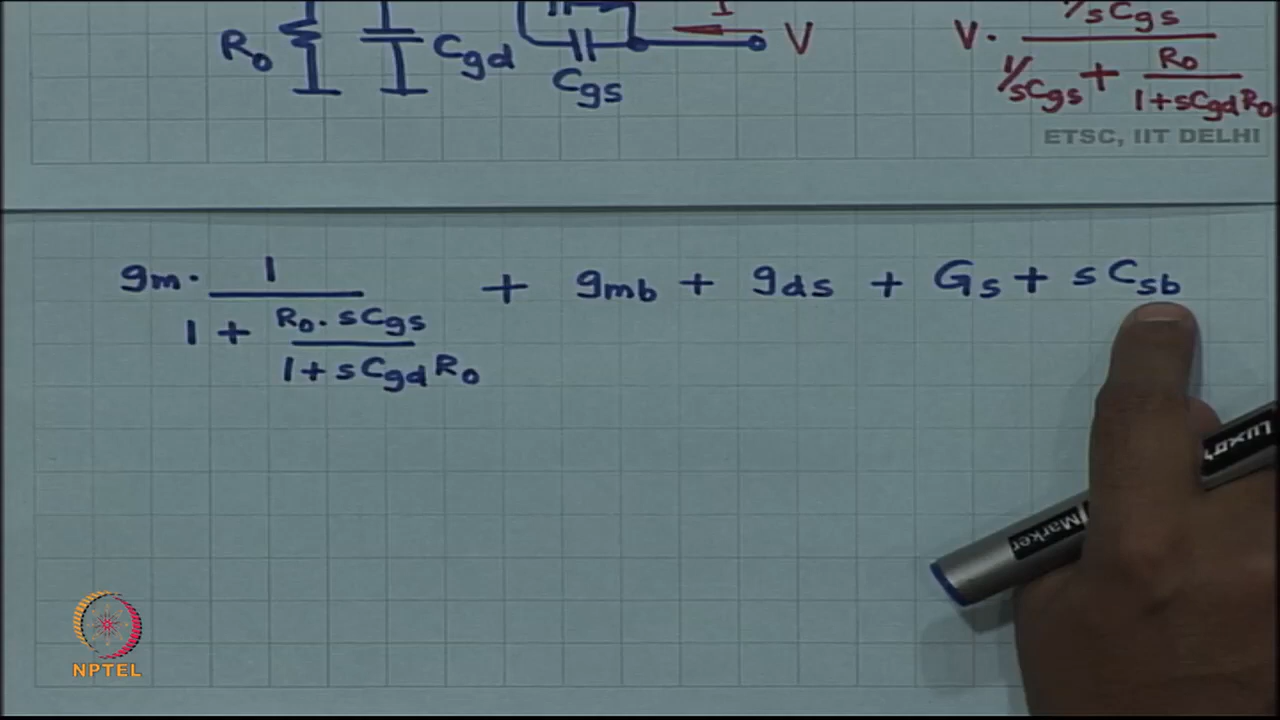 R₀ Cgd Cgs I V
V · (1/sCgs) / (1/sCgs + R₀/(1+sCgdR₀))
ETSC, IIT DELHI
gm · 1 / (1 + R₀·sCgs/(1+sCgdR₀)) + gmb + gds + Gs + sCsb
Luxor
Marker
NPTEL